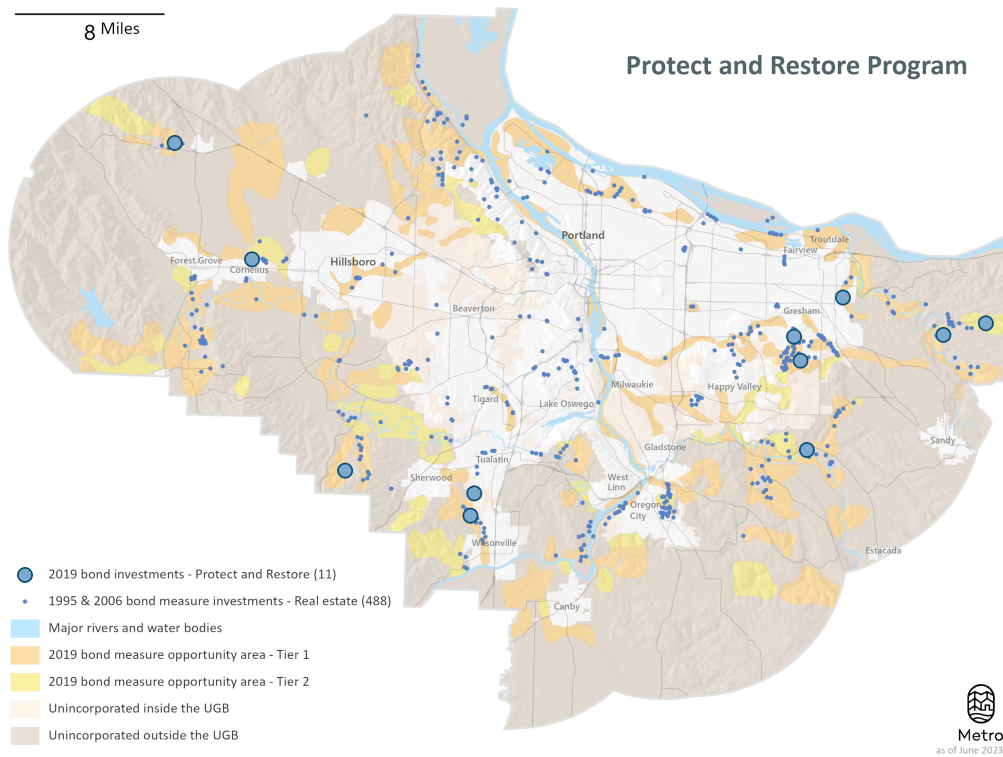 8 Miles
Protect and Restore Program
Portland
Troutdale
Fairview
Forest Grove
Cornelius
Hillsboro
Beaverton
Gresham
Milwaukie
Happy Valley
Tigard
Lake Oswego
Sandy
Gladstone
Tualatin
Sherwood
West
Linn
Oregon
City
Wilsonville
Estacada
Canby
2019 bond investments - Protect and Restore (11)
1995 & 2006 bond measure investments - Real estate (488)
Major rivers and water bodies
2019 bond measure opportunity area - Tier 1
2019 bond measure opportunity area - Tier 2
Unincorporated inside the UGB
Unincorporated outside the UGB
Metro
as of June 2023